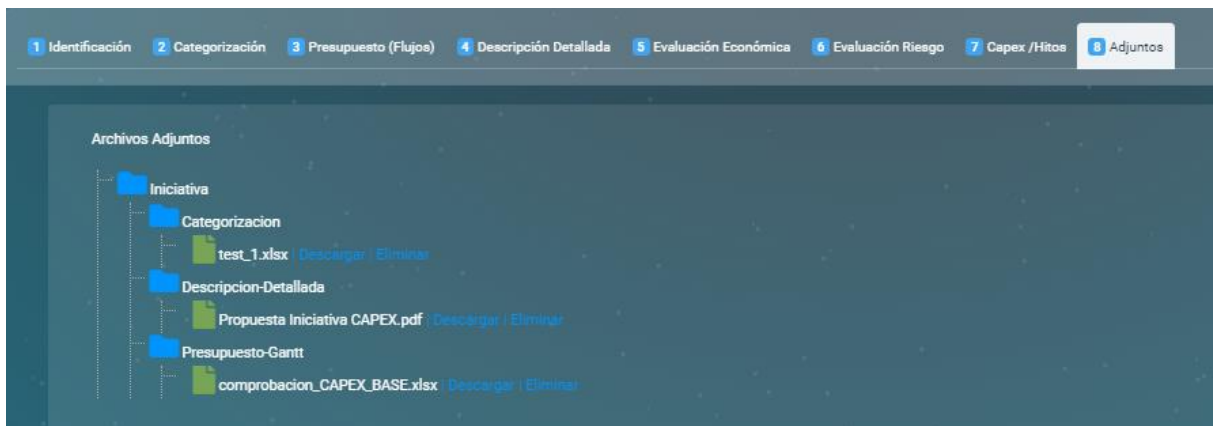 1 Identificación 2 Categorización 3 Presupuesto (Flujos) 4 Descripción Detallada 5 Evaluación Económica 6 Evaluación Riesgo 7 Capex /Hitos 8 Adjuntos
Archivos Adjuntos
Iniciativa
Categorizacion
test_1.xlsx | Descargar | Eliminar
Descripcion-Detallada
Propuesta Iniciativa CAPEX.pdf | Descargar | Eliminar
Presupuesto-Gantt
comprobacion_CAPEX_BASE.xlsx | Descargar | Eliminar